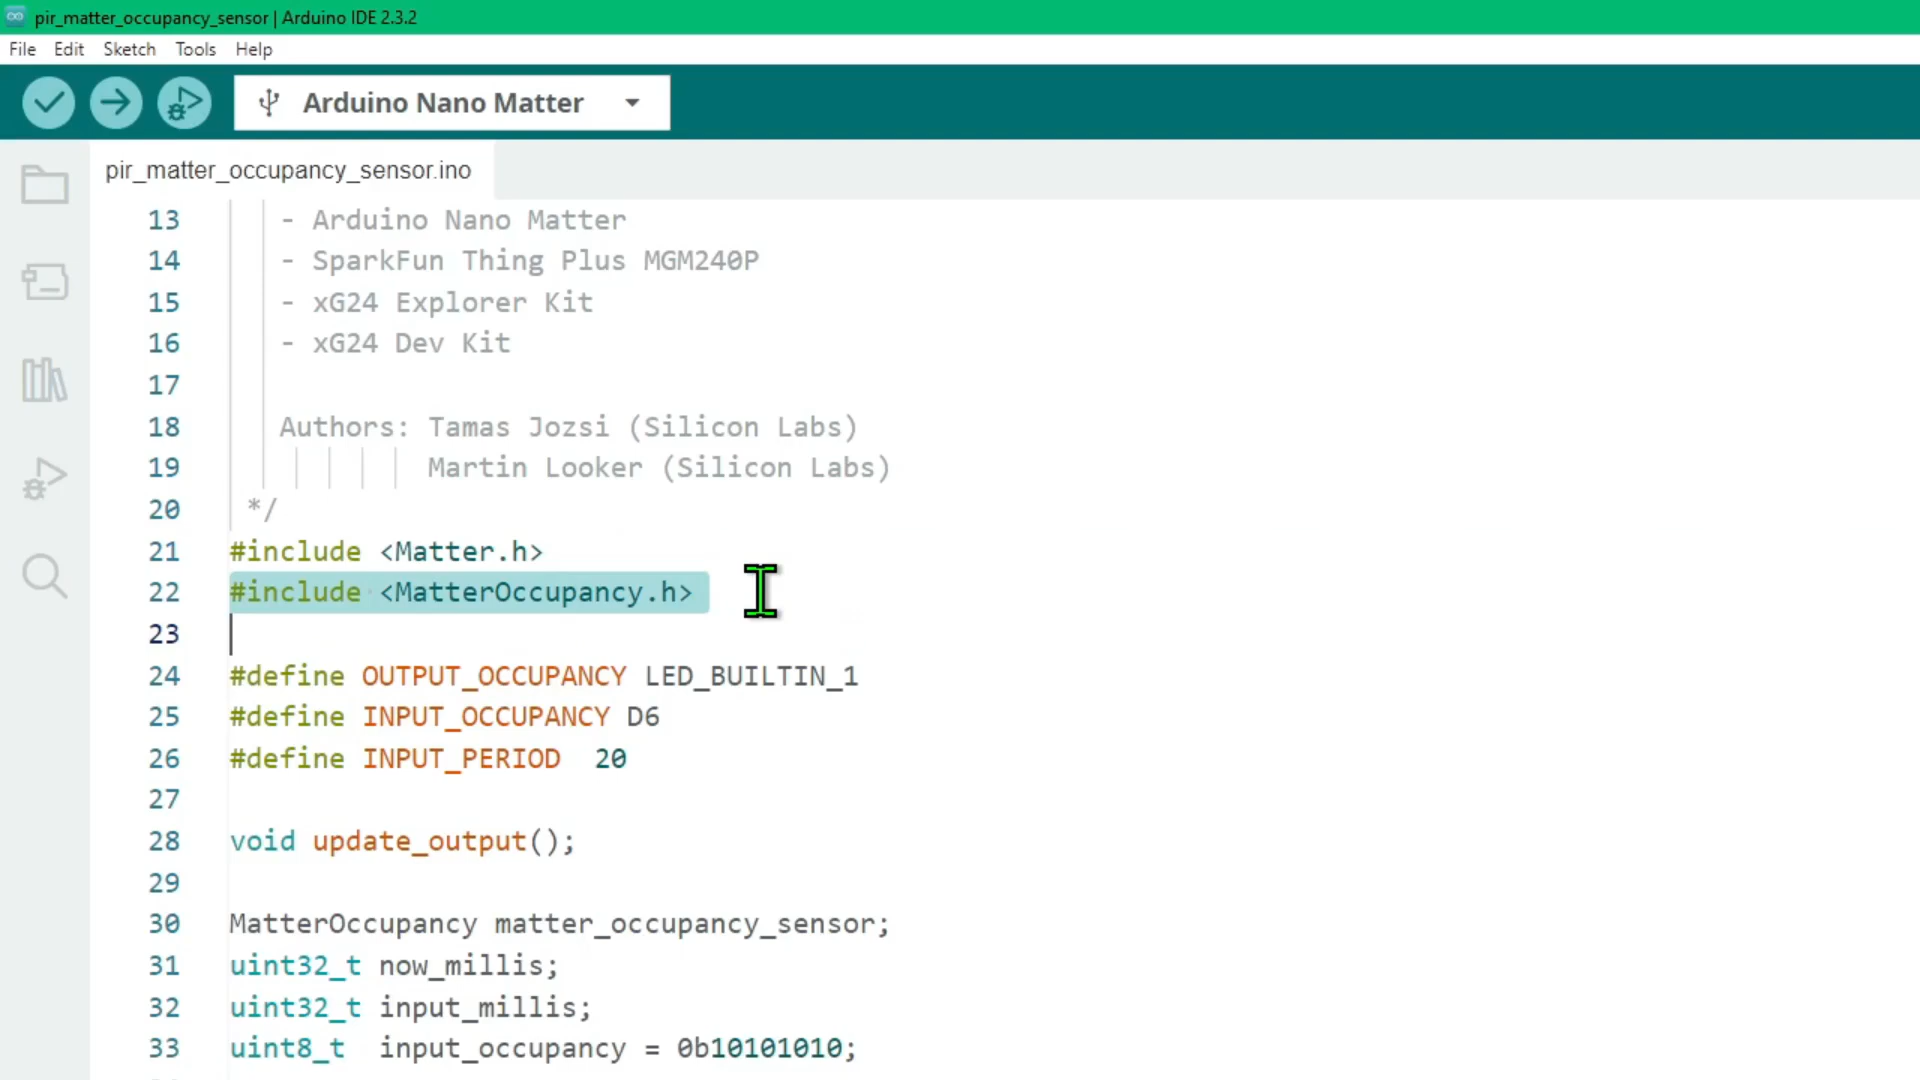 pir_matter_occupancy_sensor | Arduino IDE 2.3.2
File Edit Sketch Tools Help
Arduino Nano Matter
pir_matter_occupancy_sensor.ino
13 - Arduino Nano Matter
14 - SparkFun Thing Plus MGM240P
15 - xG24 Explorer Kit
16 - xG24 Dev Kit
17
18 Authors: Tamas Jozsi (Silicon Labs)
19 Martin Looker (Silicon Labs)
20 */
21 #include <Matter.h>
22 #include <MatterOccupancy.h>
23
24 #define OUTPUT_OCCUPANCY LED_BUILTIN_1
25 #define INPUT_OCCUPANCY D6
26 #define INPUT_PERIOD  20
27
28 void update_output();
29
30 MatterOccupancy matter_occupancy_sensor;
31 uint32_t now_millis;
32 uint32_t input_millis;
33 uint8_t  input_occupancy = 0b10101010;